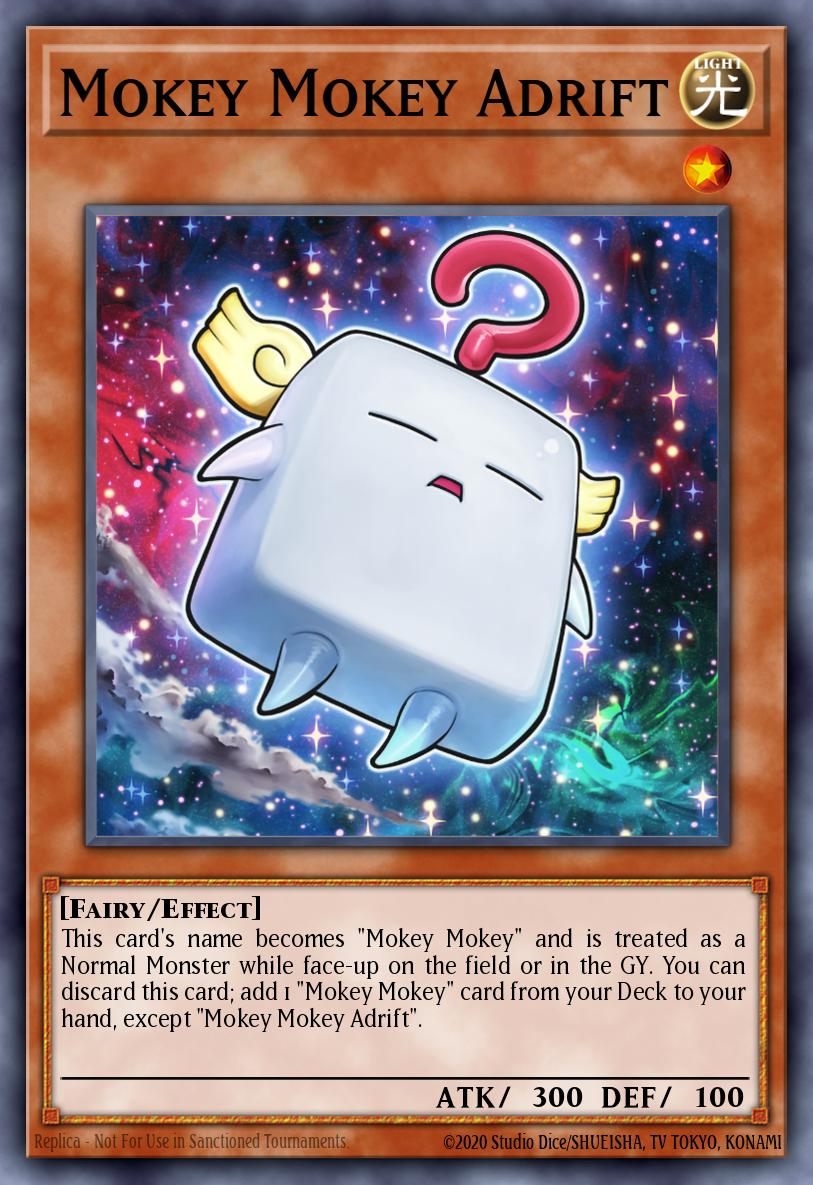 Mokey Mokey Adrift
LIGHT
光
[Fairy/Effect]
This card's name becomes "Mokey Mokey" and is treated as a
Normal Monster while face-up on the field or in the GY. You can
discard this card; add 1 "Mokey Mokey" card from your Deck to your
hand, except "Mokey Mokey Adrift".
ATK/ 300 DEF/ 100
Replica - Not For Use in Sanctioned Tournaments.
©2020 Studio Dice/SHUEISHA, TV TOKYO, KONAMI